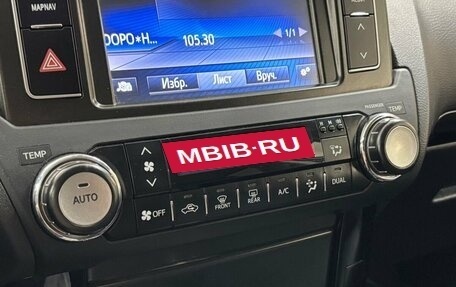 MAPNAV
ДОРО*Н...
105.30
1/1
Избр.
Лист
Вруч.
PASSENGER
TEMP
TEMP
MBIB·RU
AUTO
OFF
FRONT
REAR
A/C
DUAL